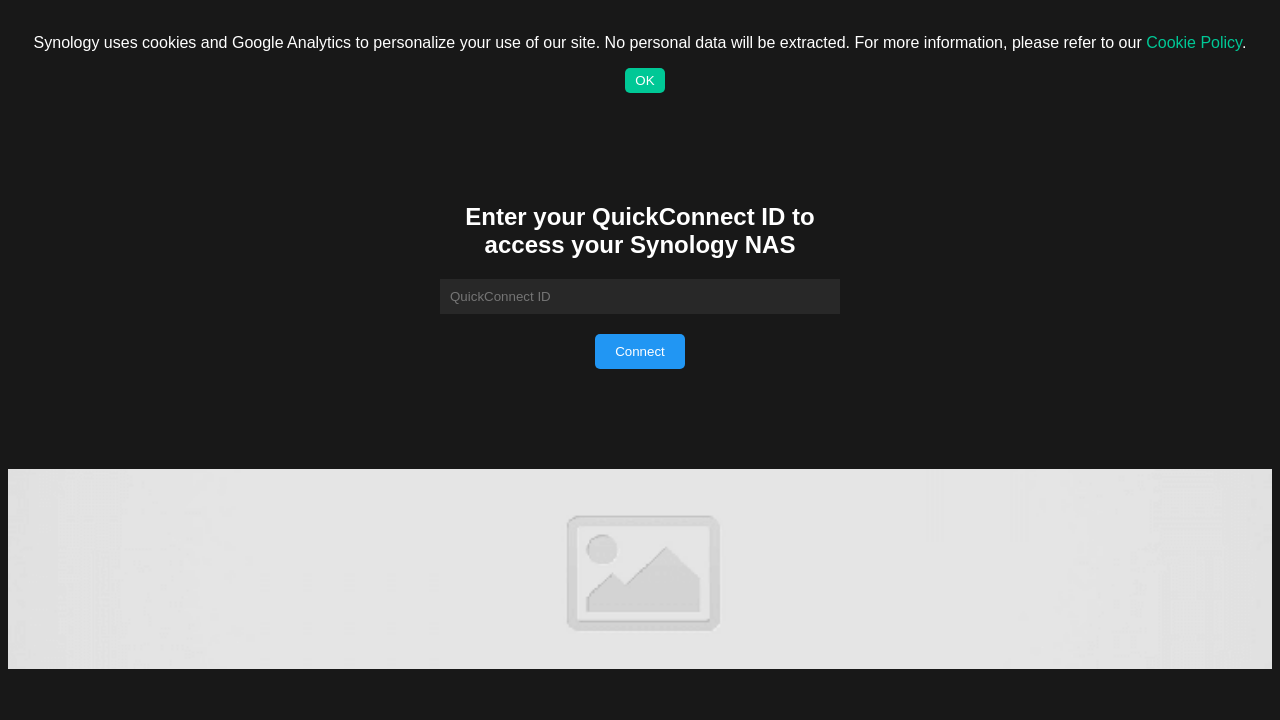 Synology uses cookies and Google Analytics to personalize your use of our site. No personal data will be extracted. For more information, please refer to our Cookie Policy.
OK
Enter your QuickConnect ID to
access your Synology NAS
QuickConnect ID
Connect